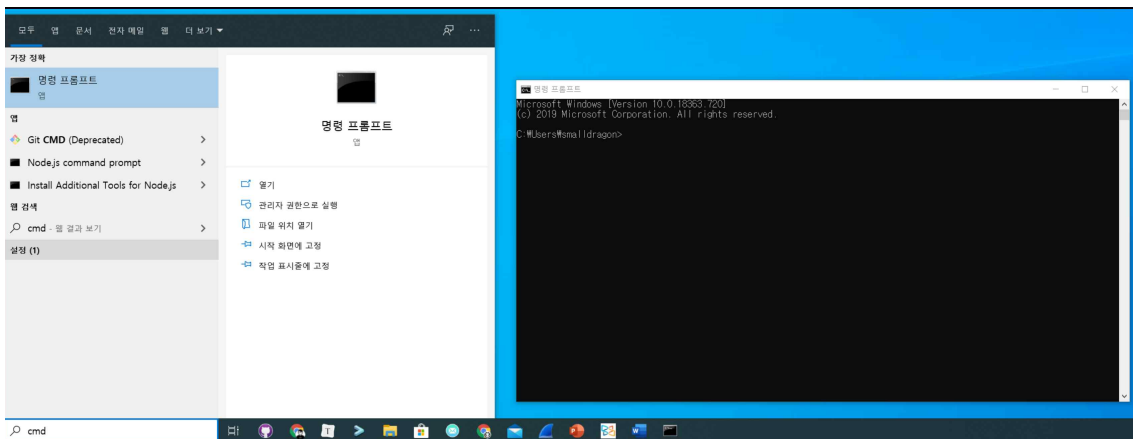 모두 앱 문서 전자 메일 웹 더 보기
가장 정확
명령 프롬프트
앱
앱
Git CMD (Deprecated)
Node.js command prompt
Install Additional Tools for Node.js
웹 검색
cmd - 웹 결과 보기
설정 (1)
명령 프롬프트
앱
열기
관리자 권한으로 실행
파일 위치 열기
시작 화면에 고정
작업 표시줄에 고정
명령 프롬프트
Microsoft Windows [Version 10.0.18363.720]
(c) 2019 Microsoft Corporation. All rights reserved.
C:₩Users₩smalldragon>
cmd